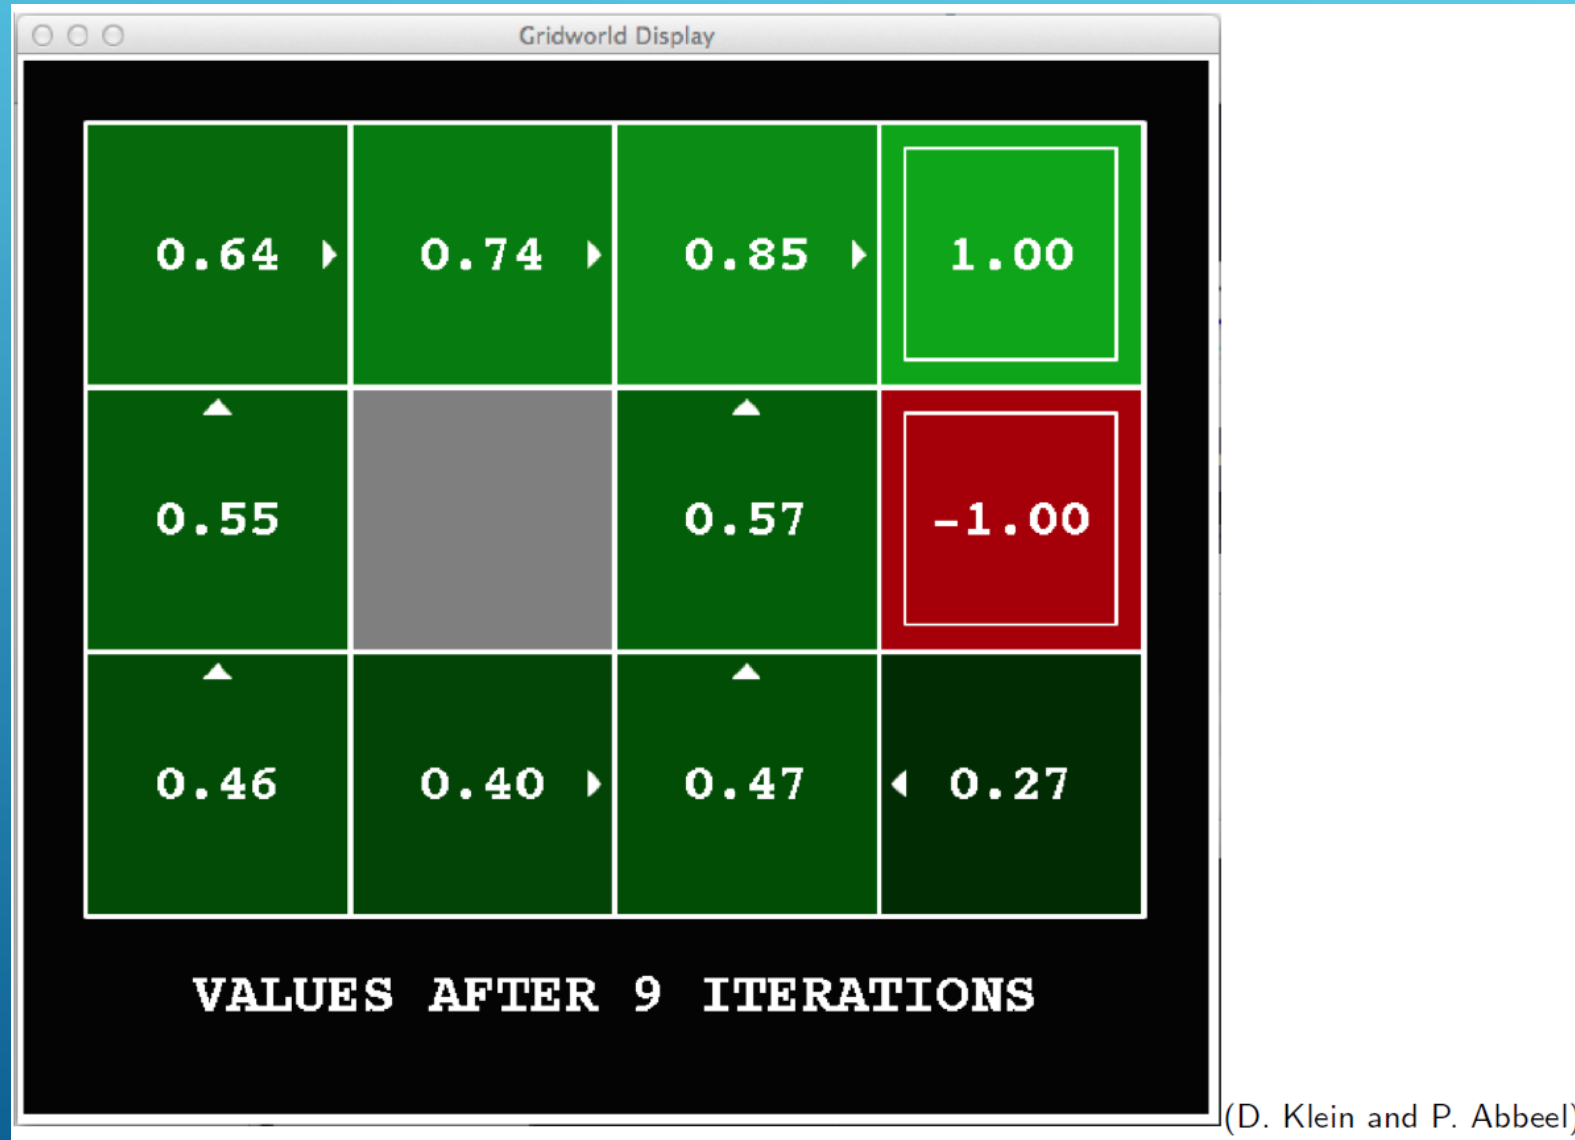 Gridworld Display
0.64 0.74 0.85 1.00
0.55 0.57 -1.00
0.46 0.40 0.47 0.27
VALUES AFTER 9 ITERATIONS
(D. Klein and P. Abbeel)